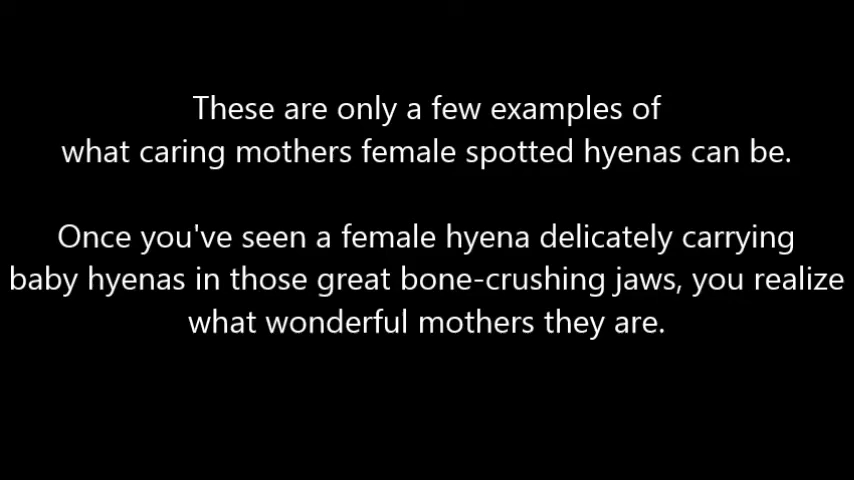 These are only a few examples of
what caring mothers female spotted hyenas can be.
Once you've seen a female hyena delicately carrying
baby hyenas in those great bone-crushing jaws, you realize
what wonderful mothers they are.